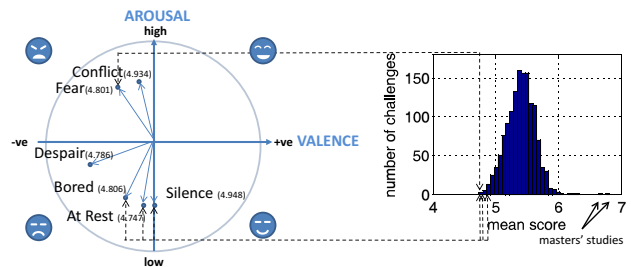 AROUSAL
high
Conflict(4.934)
Fear(4.801)
-ve
+ve VALENCE
Despair(4.786)
Bored (4.806)
Silence (4.948)
At Rest (4.747)
low
number of challenges
150
100
50
0
4 5 6 7
mean score
masters' studies